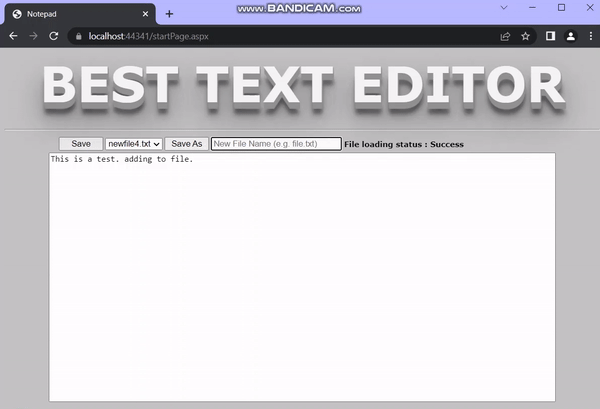 Notepad
www.BANDICAM.com
localhost:44341/startPage.aspx
BEST TEXT EDITOR
Save newfile4.txt Save As New File Name (e.g. file.txt) File loading status : Success
This is a test. adding to file.